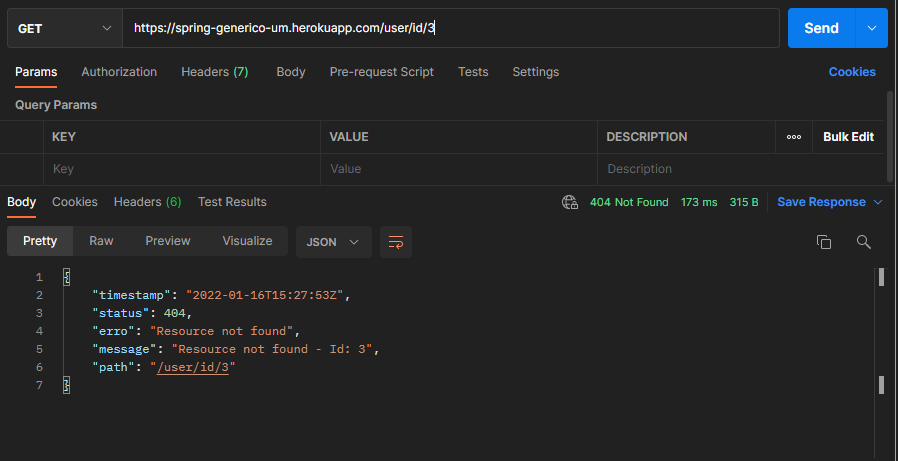 GET https://spring-generico-um.herokuapp.com/user/id/3 Send
Params Authorization Headers (7) Body Pre-request Script Tests Settings Cookies
Query Params
KEY VALUE DESCRIPTION ooo Bulk Edit
Key Value Description
Body Cookies Headers (6) Test Results 404 Not Found 173 ms 315 B Save Response
Pretty Raw Preview Visualize JSON
1 {
2 "timestamp": "2022-01-16T15:27:53Z",
3 "status": 404,
4 "erro": "Resource not found",
5 "message": "Resource not found - Id: 3",
6 "path": "/user/id/3"
7 }